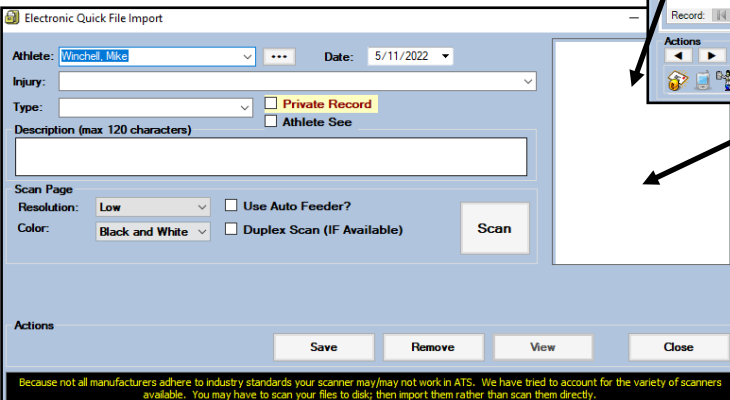 Electronic Quick File Import
Record:
Actions
Athlete: Winchell, Mike ... Date: 5/11/2022
Injury:
Type: Private Record
Athlete See
Description (max 120 characters)
Scan Page
Resolution: Low Use Auto Feeder?
Color: Black and White Duplex Scan (IF Available) Scan
Actions
Save Remove View Close
Because not all manufacturers adhere to industry standards your scanner may/may not work in ATS. We have tried to account for the variety of scanners
available. You may have to scan your files to disk; then import them rather than scan them directly.